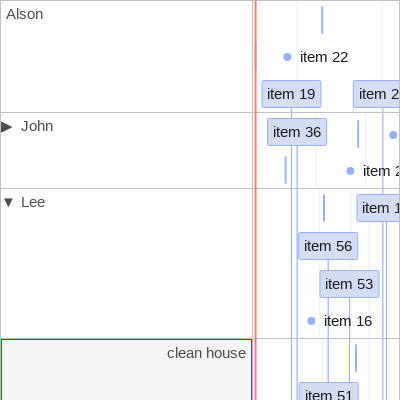 Alson
item 22
item 19
item 2
John
item 36
item 2
Lee
item 1
item 56
item 53
item 16
clean house
item 51